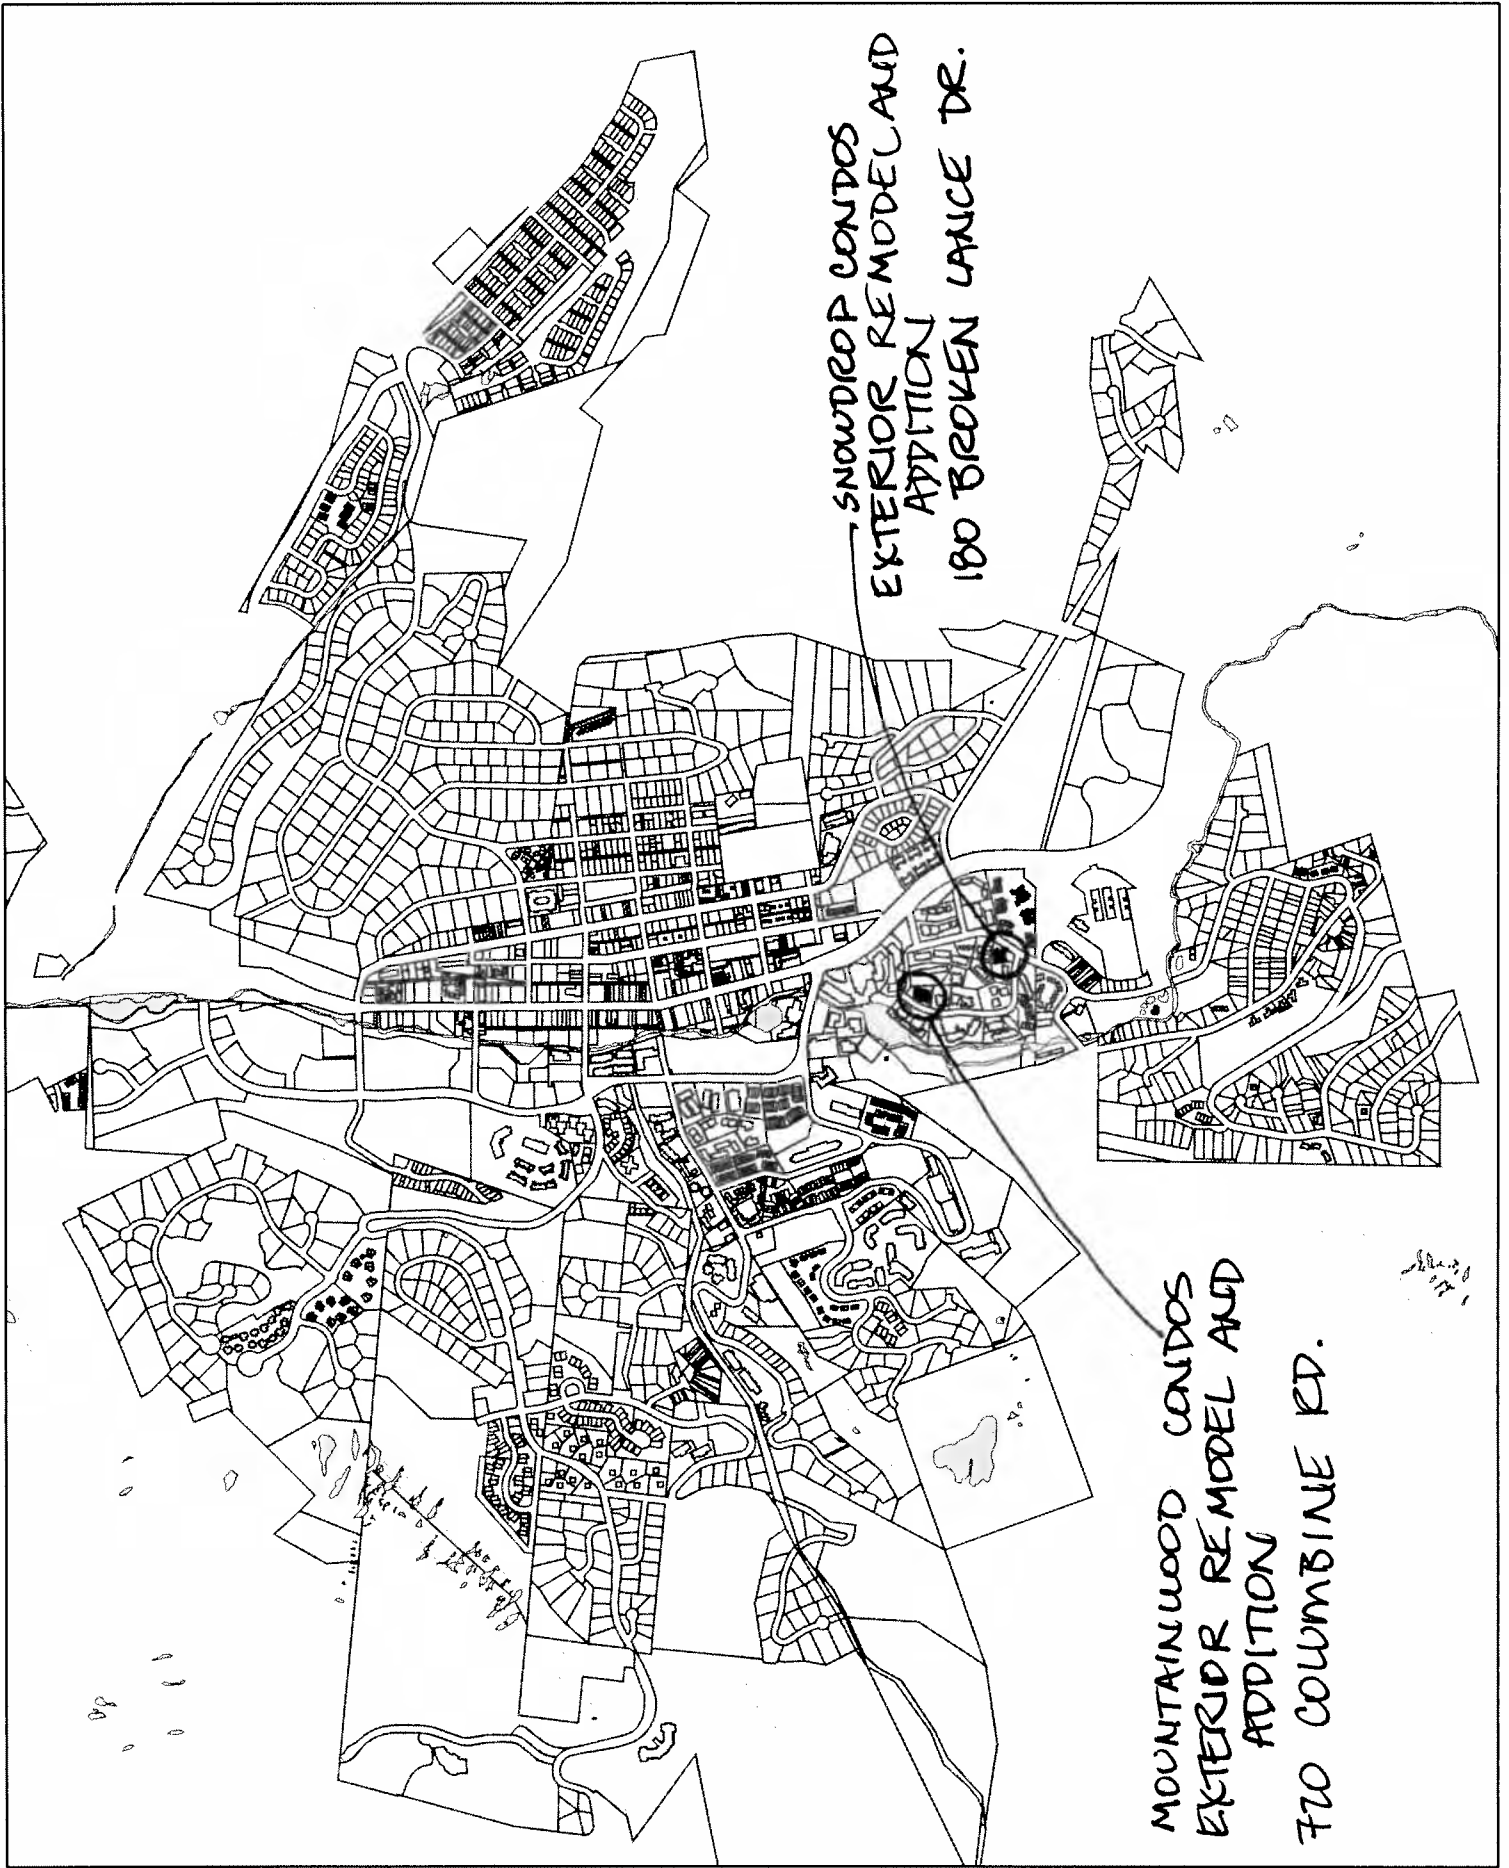 SNOWDROP CONDOS
EXTERIOR REMODEL AND
ADDITION
180 BROKEN LANCE DR.
MOUNTAINWOOD CONDOS
EXTERIOR REMODEL AND
ADDITION
720 COLUMBINE RD.